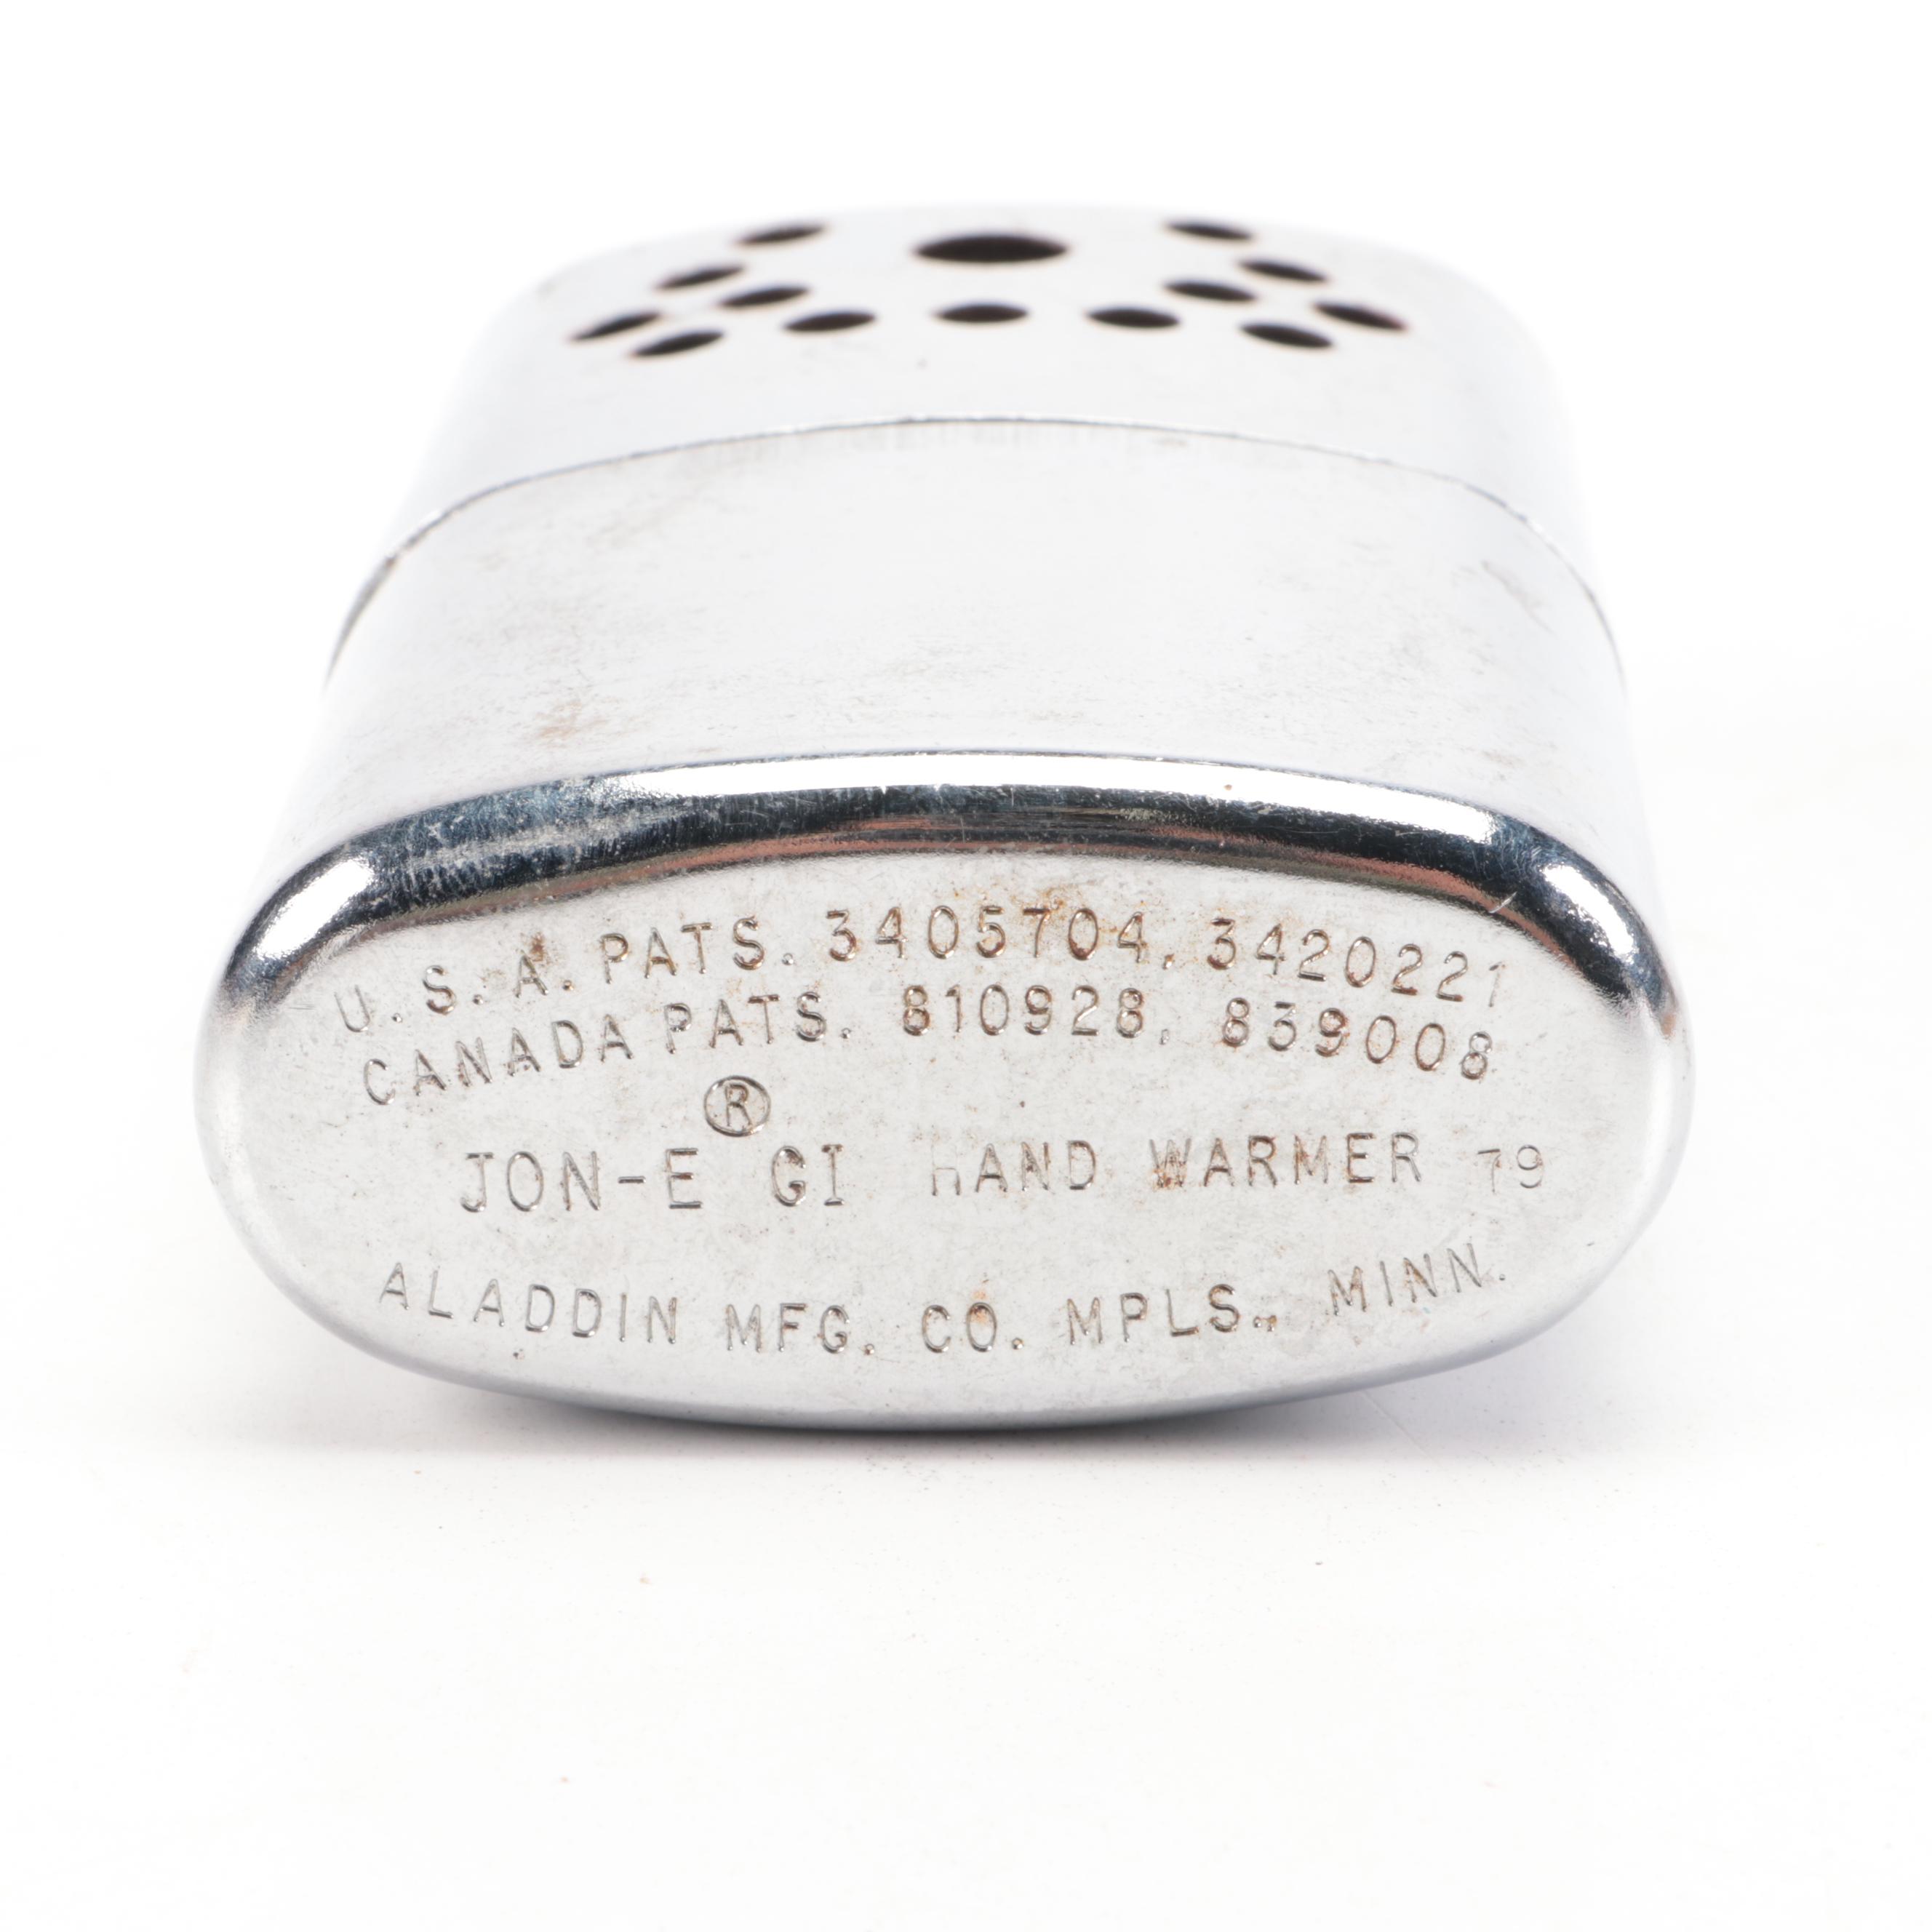 U. S. A. PATS. 3405704, 3420221
CANADA PATS. 810928, 839008
®
JON-E GI HAND WARMER 79
ALADDIN MFG. CO. MPLS., MINN.